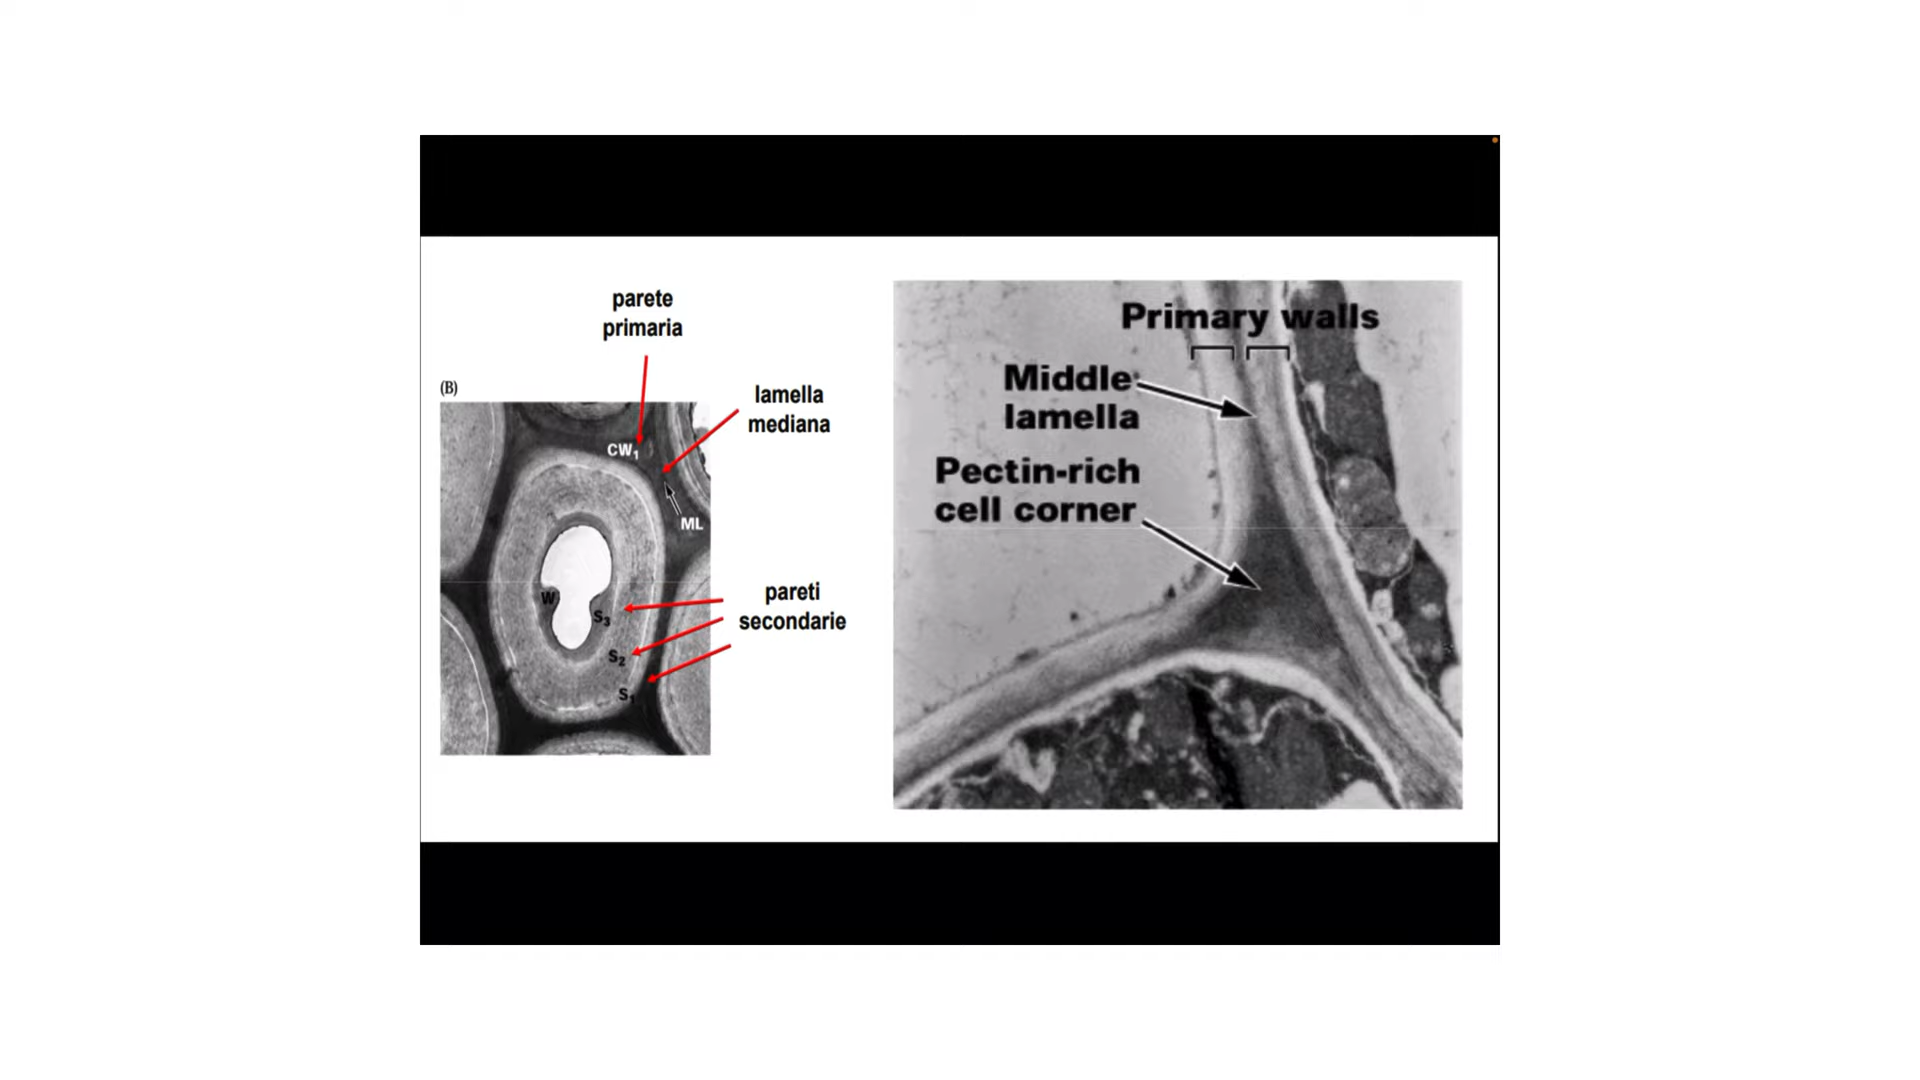 parete
primaria
(B)
lamella
mediana
CW1
ML
pareti
secondarie
W
S3
S2
S1
Primary walls
Middle
lamella
Pectin-rich
cell corner